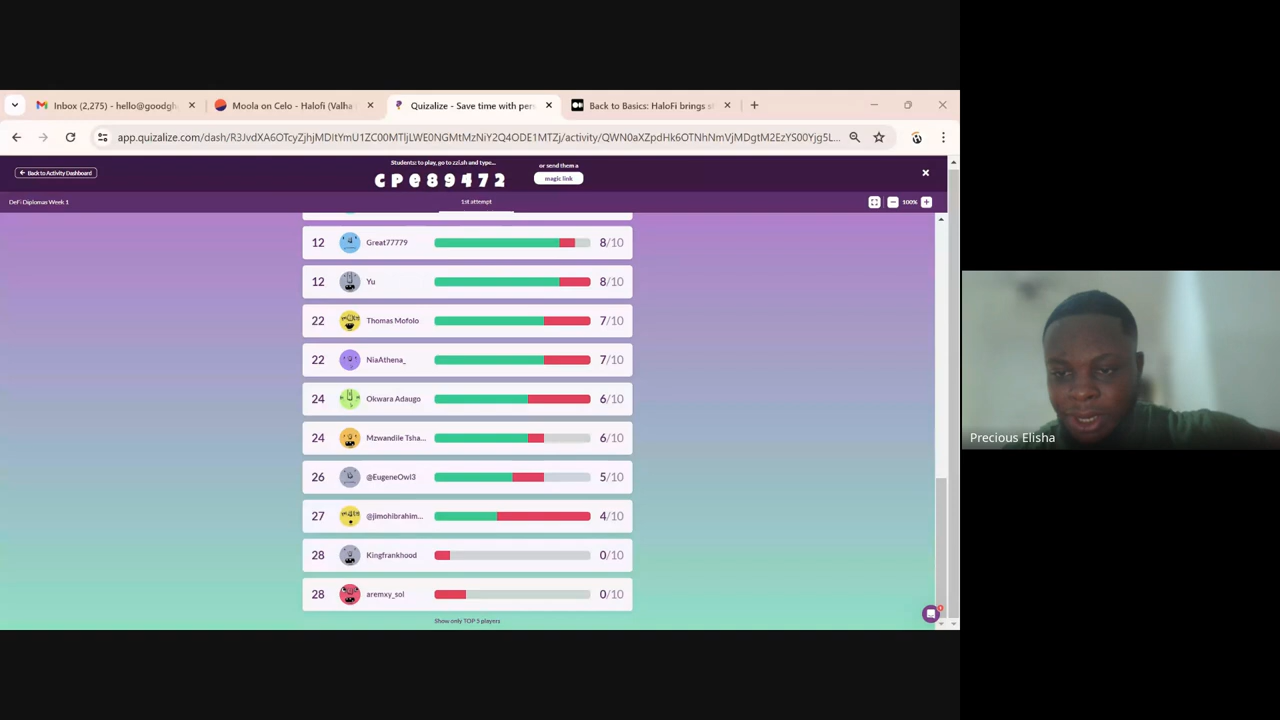 Inbox (2,275) - hello@goodgh
Moola on Celo - Halofi (Valha
Quizalize - Save time with pers
Back to Basics: HaloFi brings s
Students: to play, go to zzi.sh and type...
or send them a
← Back to Activity Dashboard
cpe89472
magic link
DeFi Diplomas Week 1
1st attempt
100%
12 Great77779 8/10
12 Yu 8/10
22 Thomas Mofolo 7/10
22 NiaAthena_ 7/10
24 Okwara Adaugo 6/10
24 Mzwandile Tsha... 6/10
26 @EugeneOwl3 5/10
Precious Elisha
27 @jimohibrahim... 4/10
28 Kingfrankhood 0/10
28 aremxy_sol 0/10
Show only TOP 5 players